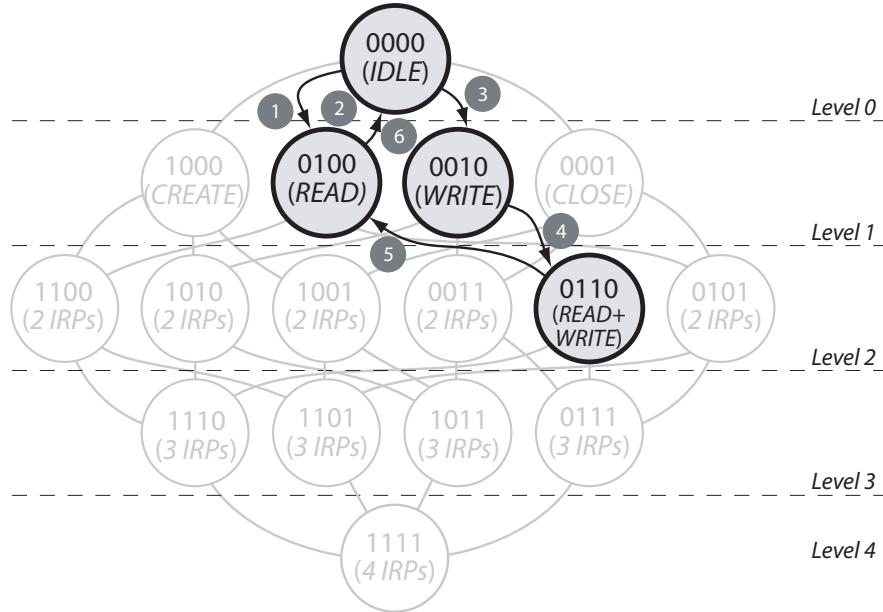 0000
(IDLE)
1
2
3
6
Level 0
1000
(CREATE)
0100
(READ)
0010
(WRITE)
0001
(CLOSE)
5
4
Level 1
1100
(2 IRPs)
1010
(2 IRPs)
1001
(2 IRPs)
0011
(2 IRPs)
0110
(READ+
WRITE)
0101
(2 IRPs)
Level 2
1110
(3 IRPs)
1101
(3 IRPs)
1011
(3 IRPs)
0111
(3 IRPs)
Level 3
1111
(4 IRPs)
Level 4